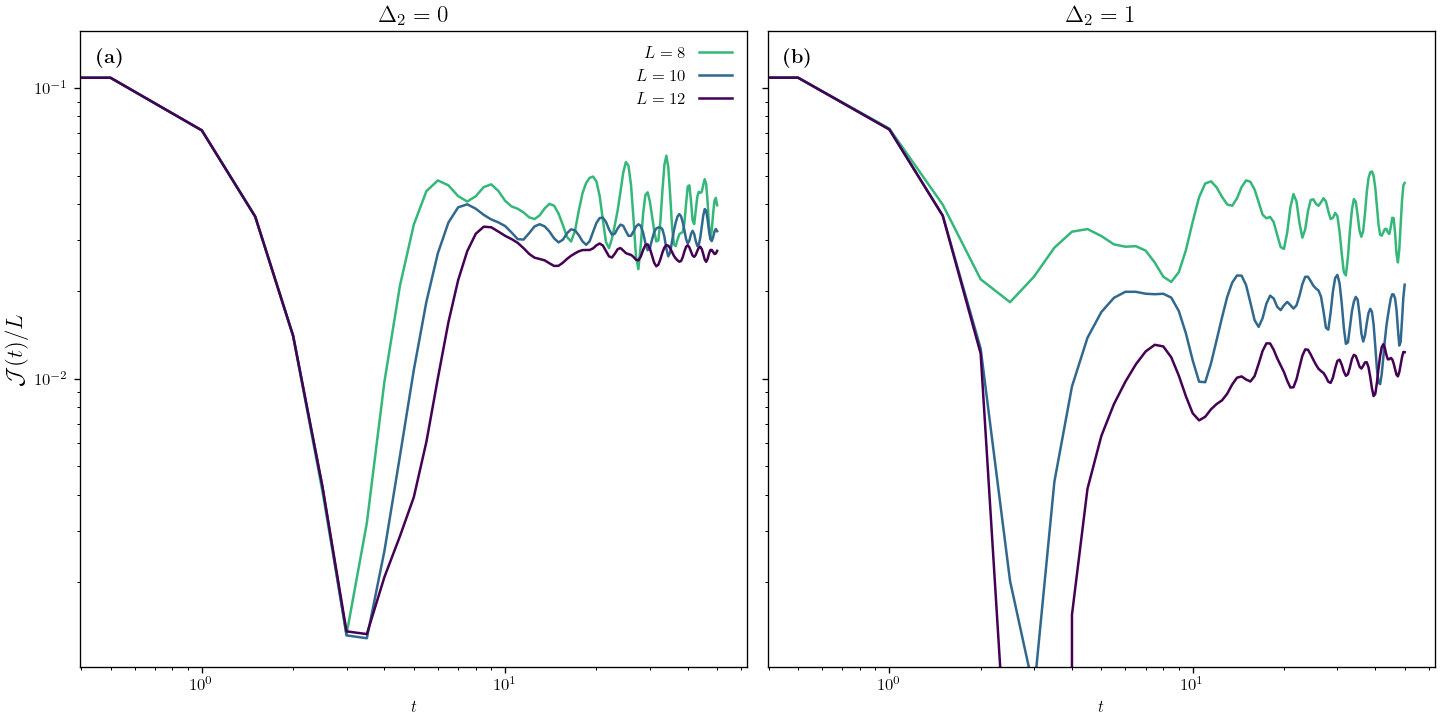 Δ₂ = 0
Δ₂ = 1
(a)
(b)
L = 8
L = 10
L = 12
10⁻¹
10⁻²
𝒥(t)/L
10⁰
10¹
10⁰
10¹
t
t